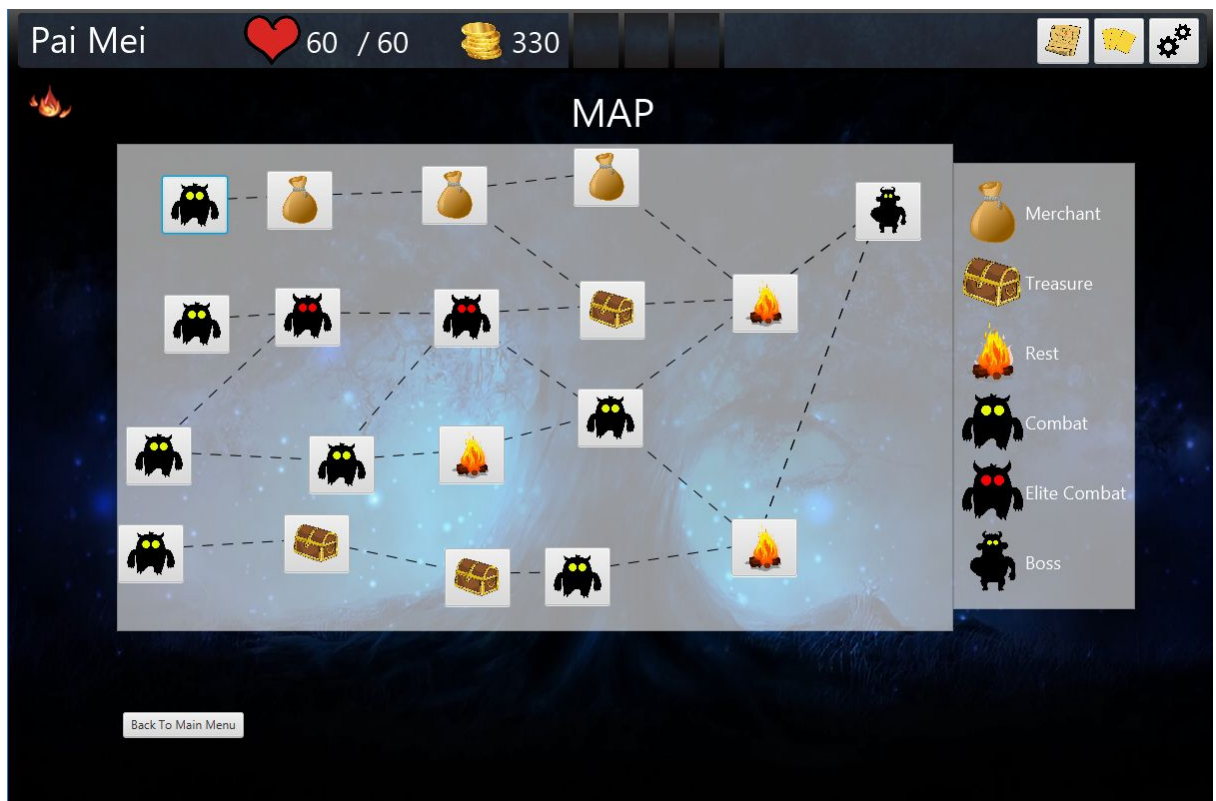 Pai Mei 60 / 60 330
MAP
Merchant
Treasure
Rest
Combat
Elite Combat
Boss
Back To Main Menu